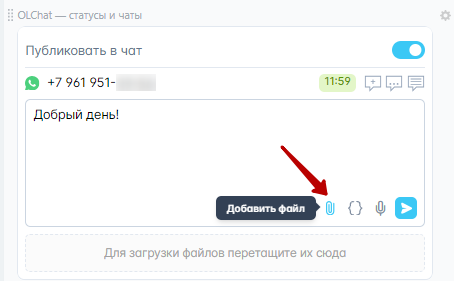 OLChat — статусы и чаты
Публиковать в чат
+7 961 951-
11:59
Добрый день!
Добавить файл
{}
Для загрузки файлов перетащите их сюда